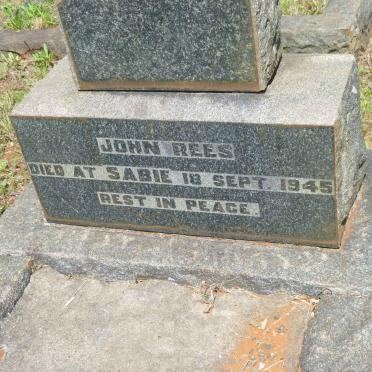 JOHN REES
DIED AT SABIE 18 SEPT. 1945
REST IN PEACE.